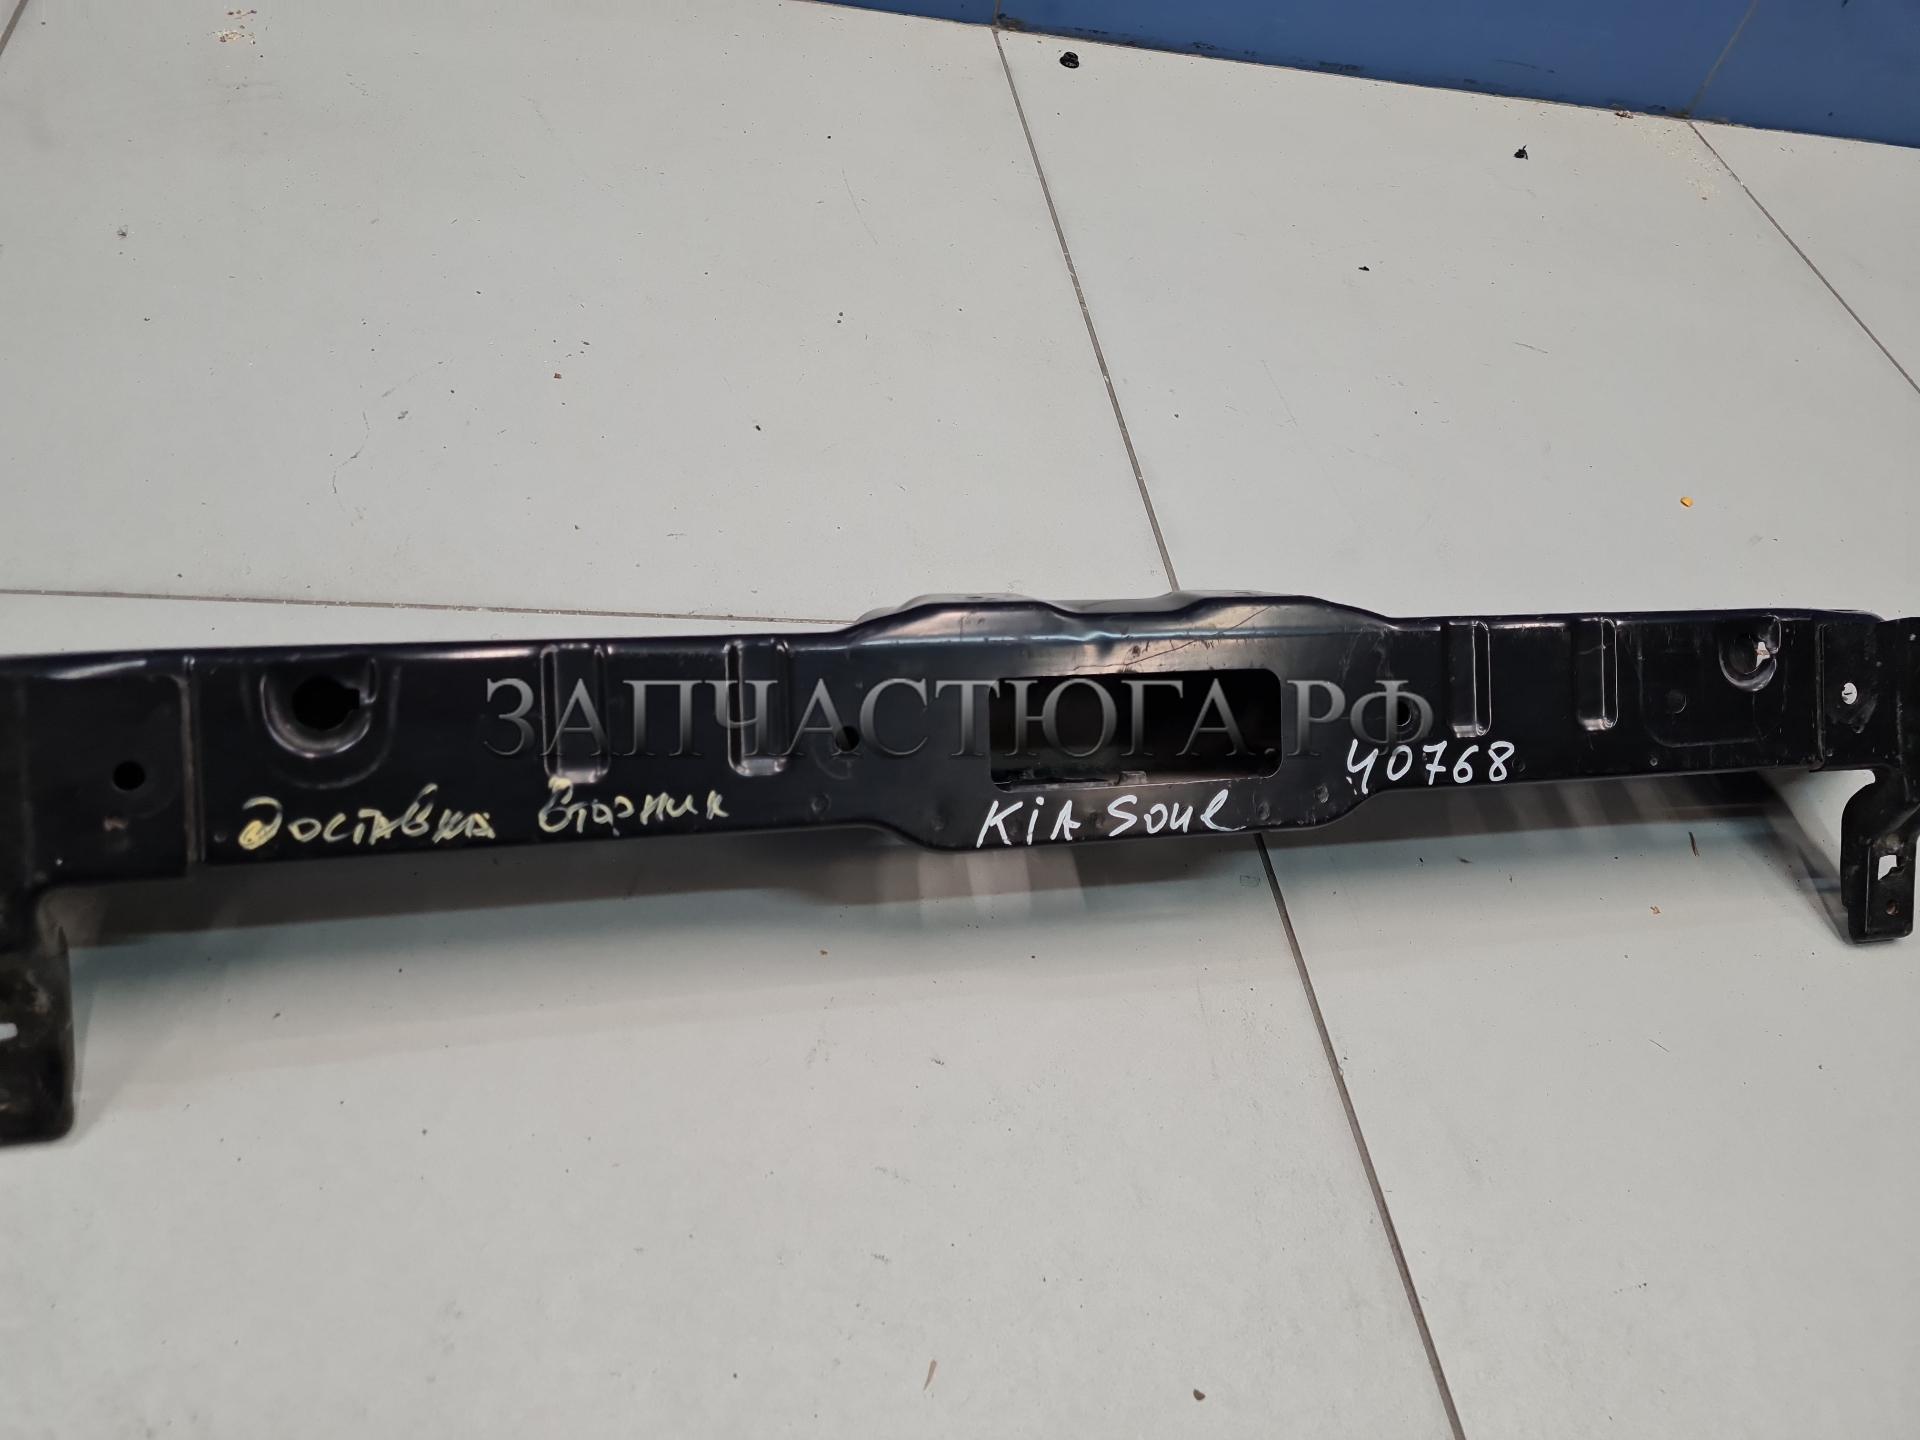 ЗАПЧАСТЮГА.РФ
40768
Доставка Вторник
KiA Soul